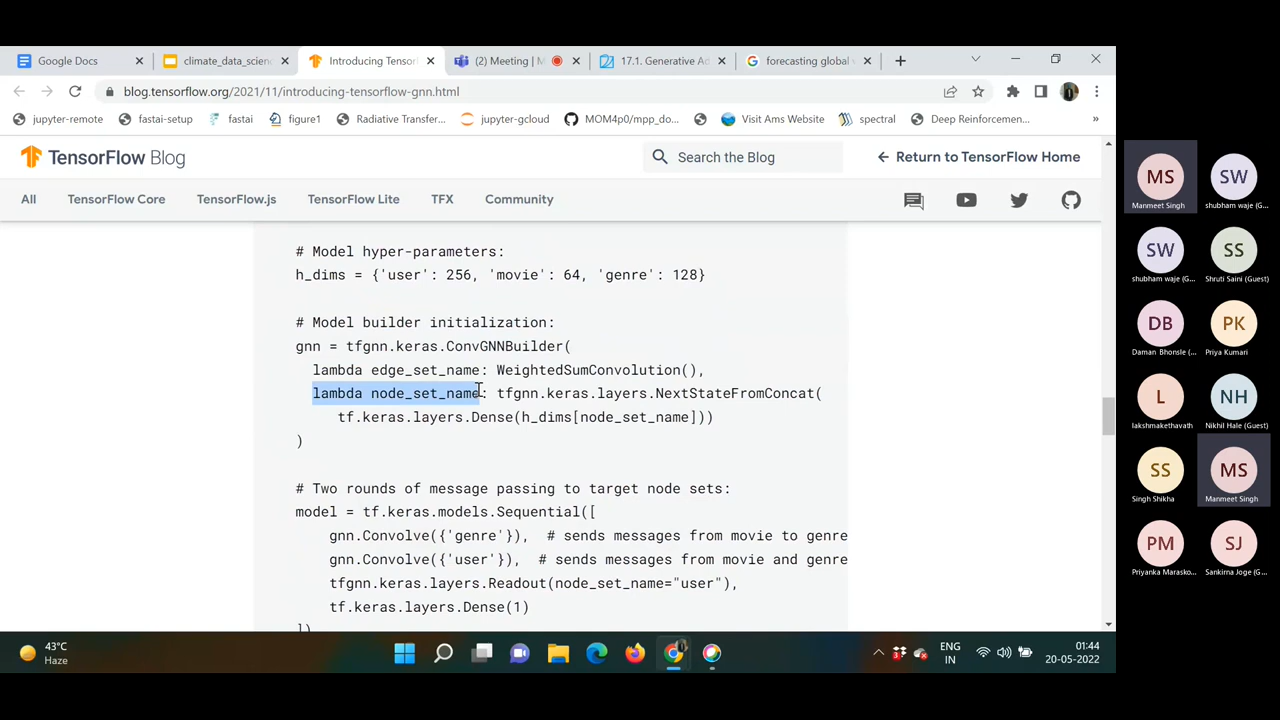 Google Docs
climate_data_scien
Introducing Tensorf
(2) Meeting | M
17.1. Generative Ad
forecasting global
blog.tensorflow.org/2021/11/introducing-tensorflow-gnn.html
jupyter-remote
fastai-setup
fastai
figure1
Radiative Transfer...
jupyter-gcloud
MOM4p0/mpp_do...
Visit Ams Website
spectral
Deep Reinforcemen...
»
TensorFlow Blog
Search the Blog
Return to TensorFlow Home
All
TensorFlow Core
TensorFlow.js
TensorFlow Lite
TFX
Community
# Model hyper-parameters:
h_dims = {'user': 256, 'movie': 64, 'genre': 128}
# Model builder initialization:
gnn = tfgnn.keras.ConvGNNBuilder(
lambda edge_set_name: WeightedSumConvolution(),
lambda node_set_name: tfgnn.keras.layers.NextStateFromConcat(
tf.keras.layers.Dense(h_dims[node_set_name]))
)
# Two rounds of message passing to target node sets:
model = tf.keras.models.Sequential([
gnn.Convolve({'genre'}), # sends messages from movie to genre
gnn.Convolve({'user'}), # sends messages from movie and genre
tfgnn.keras.layers.Readout(node_set_name="user"),
tf.keras.layers.Dense(1)
])
43°C
Haze
ENG
IN
01:44
20-05-2022
MS
Manmeet Singh
SW
shubham waje (G...
SW
shubham waje (G...
SS
Shruti Saini (Guest)
DB
Daman Bhonsle (...
PK
Priya Kumari
L
lakshmakethavath
NH
Nikhil Hale (Guest)
SS
Singh Shikha
MS
Manmeet Singh
PM
Priyanka Marasko...
SJ
Sankirna Joge (G...